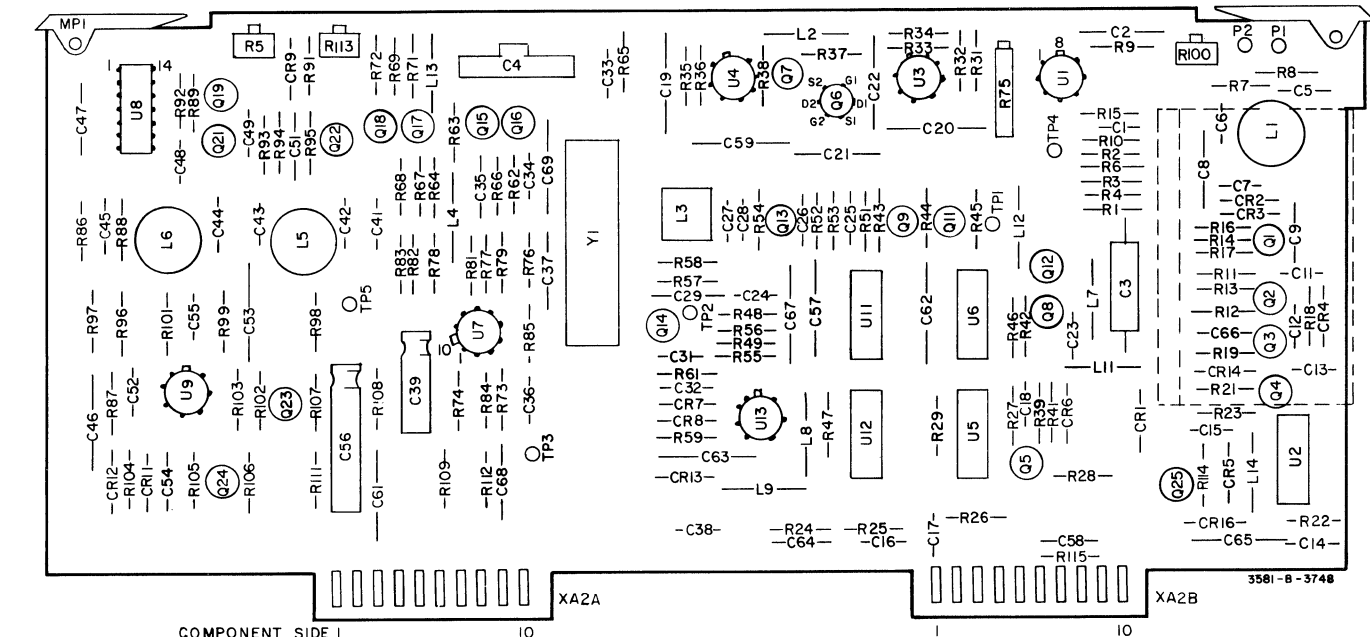 MP1
R5
R113
C4
L2
R37
R34
R33
C2
R9
R100
P2
P1
1
14
U8
C47
R92
R89
Q19
Q21
C48
C49
CR9
R91
R93
R94
C51
R95
Q22
R72
R69
R71
L13
Q18
Q17
R63
Q15
Q16
C33
R65
C19
R35
R36
U4
R38
Q7
S2
G1
D2
Q6
D1
G2
S1
C22
U3
R32
R31
R75
1
8
U1
TP4
R8
R7
C5
C6
L1
R15
C1
R10
R2
R6
R3
R4
R1
C59
C21
C20
C8
R68
R67
R64
L4
C35
R66
R62
C34
C69
Y1
R86
C45
R88
L6
C44
C43
L5
C42
C41
R83
R82
R78
R81
R77
R79
R76
C37
L3
C27
C28
R54
Q13
C26
R52
R53
C25
R51
R43
Q9
R44
Q11
R45
TP1
L12
C7
CR2
CR3
R16
R14
R17
Q1
C9
R58
R57
C29
C24
Q14
TP2
R48
R56
R49
R55
C31
C67
C57
U11
C62
U6
Q12
Q8
R46
R42
C23
L7
C3
L11
R11
R13
R12
C66
R19
CR14
R21
Q2
Q3
Q4
C11
C12
R18
CR4
C13
R97
R96
R101
C55
R99
C53
R98
TP5
C39
10
U7
R85
C46
R87
C52
U9
R103
R102
Q23
R107
R108
C56
R74
R84
R73
C36
TP3
R61
C32
CR7
CR8
R59
C63
CR13
U13
L8
R47
U12
R29
U5
R27
C18
R39
R41
CR6
Q5
CR1
R28
R23
C15
U2
CR12
R104
CR11
C54
R105
Q24
R106
R111
C61
R109
R112
C68
L9
C38
R24
C64
R25
C16
C17
R26
C58
R115
Q25
R114
CR5
L14
CR16
C65
R22
C14
3581-B-3748
XA2A
XA2B
COMPONENT SIDE 1
10
1
10